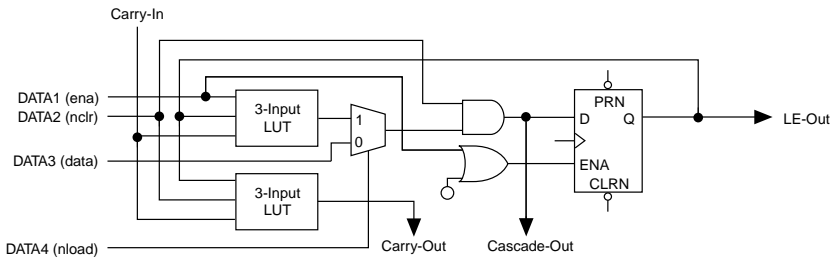 Carry-In
DATA1 (ena)
DATA2 (nclr)
DATA3 (data)
DATA4 (nload)
3-Input
LUT
1
0
3-Input
LUT
Carry-Out
Cascade-Out
PRN
D
Q
ENA
CLRN
LE-Out